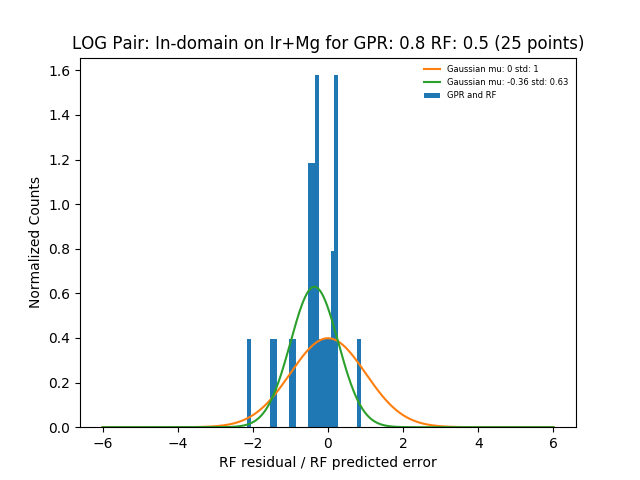 LOG Pair: In-domain on Ir+Mg for GPR: 0.8 RF: 0.5 (25 points)
Gaussian mu: 0 std: 1
Gaussian mu: -0.36 std: 0.63
GPR and RF
Normalized Counts
1.6
1.4
1.2
1.0
0.8
0.6
0.4
0.2
0.0
−6 −4 −2 0 2 4 6
RF residual / RF predicted error